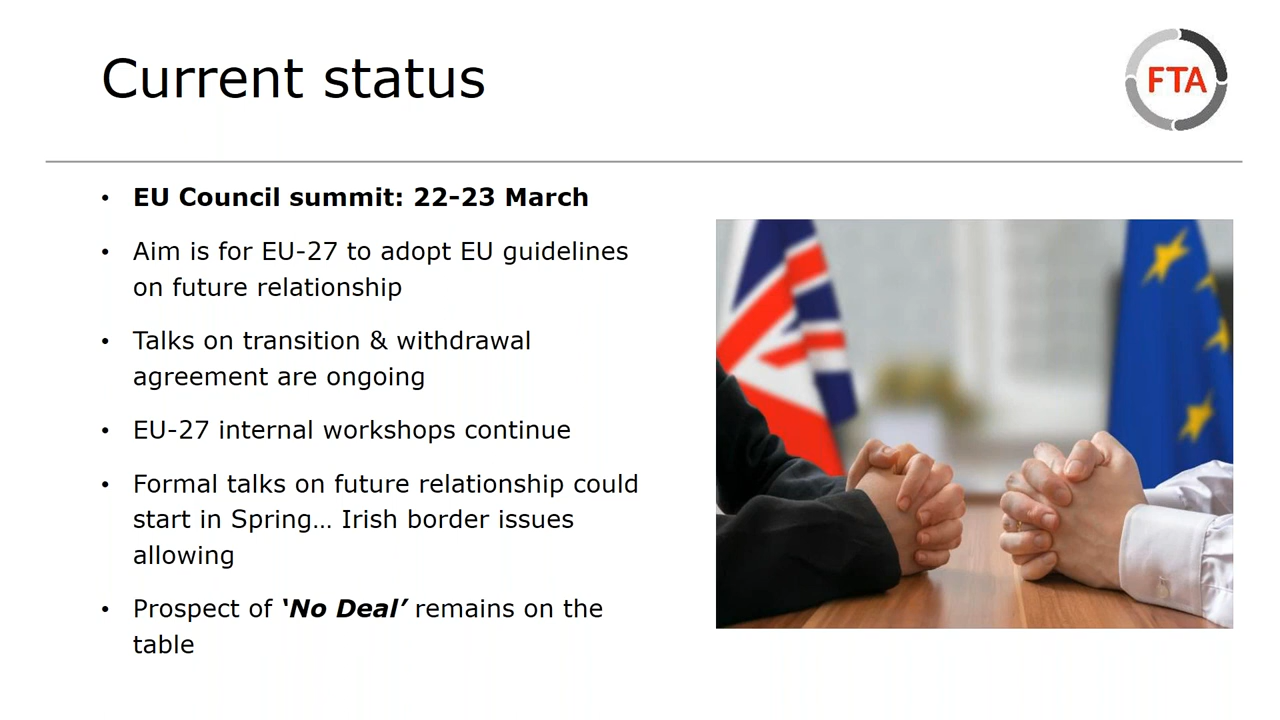 Current status
FTA
• EU Council summit: 22–23 March
• Aim is for EU-27 to adopt EU guidelines
on future relationship
• Talks on transition & withdrawal
agreement are ongoing
• EU-27 internal workshops continue
• Formal talks on future relationship could
start in Spring… Irish border issues
allowing
• Prospect of ‘No Deal’ remains on the
table